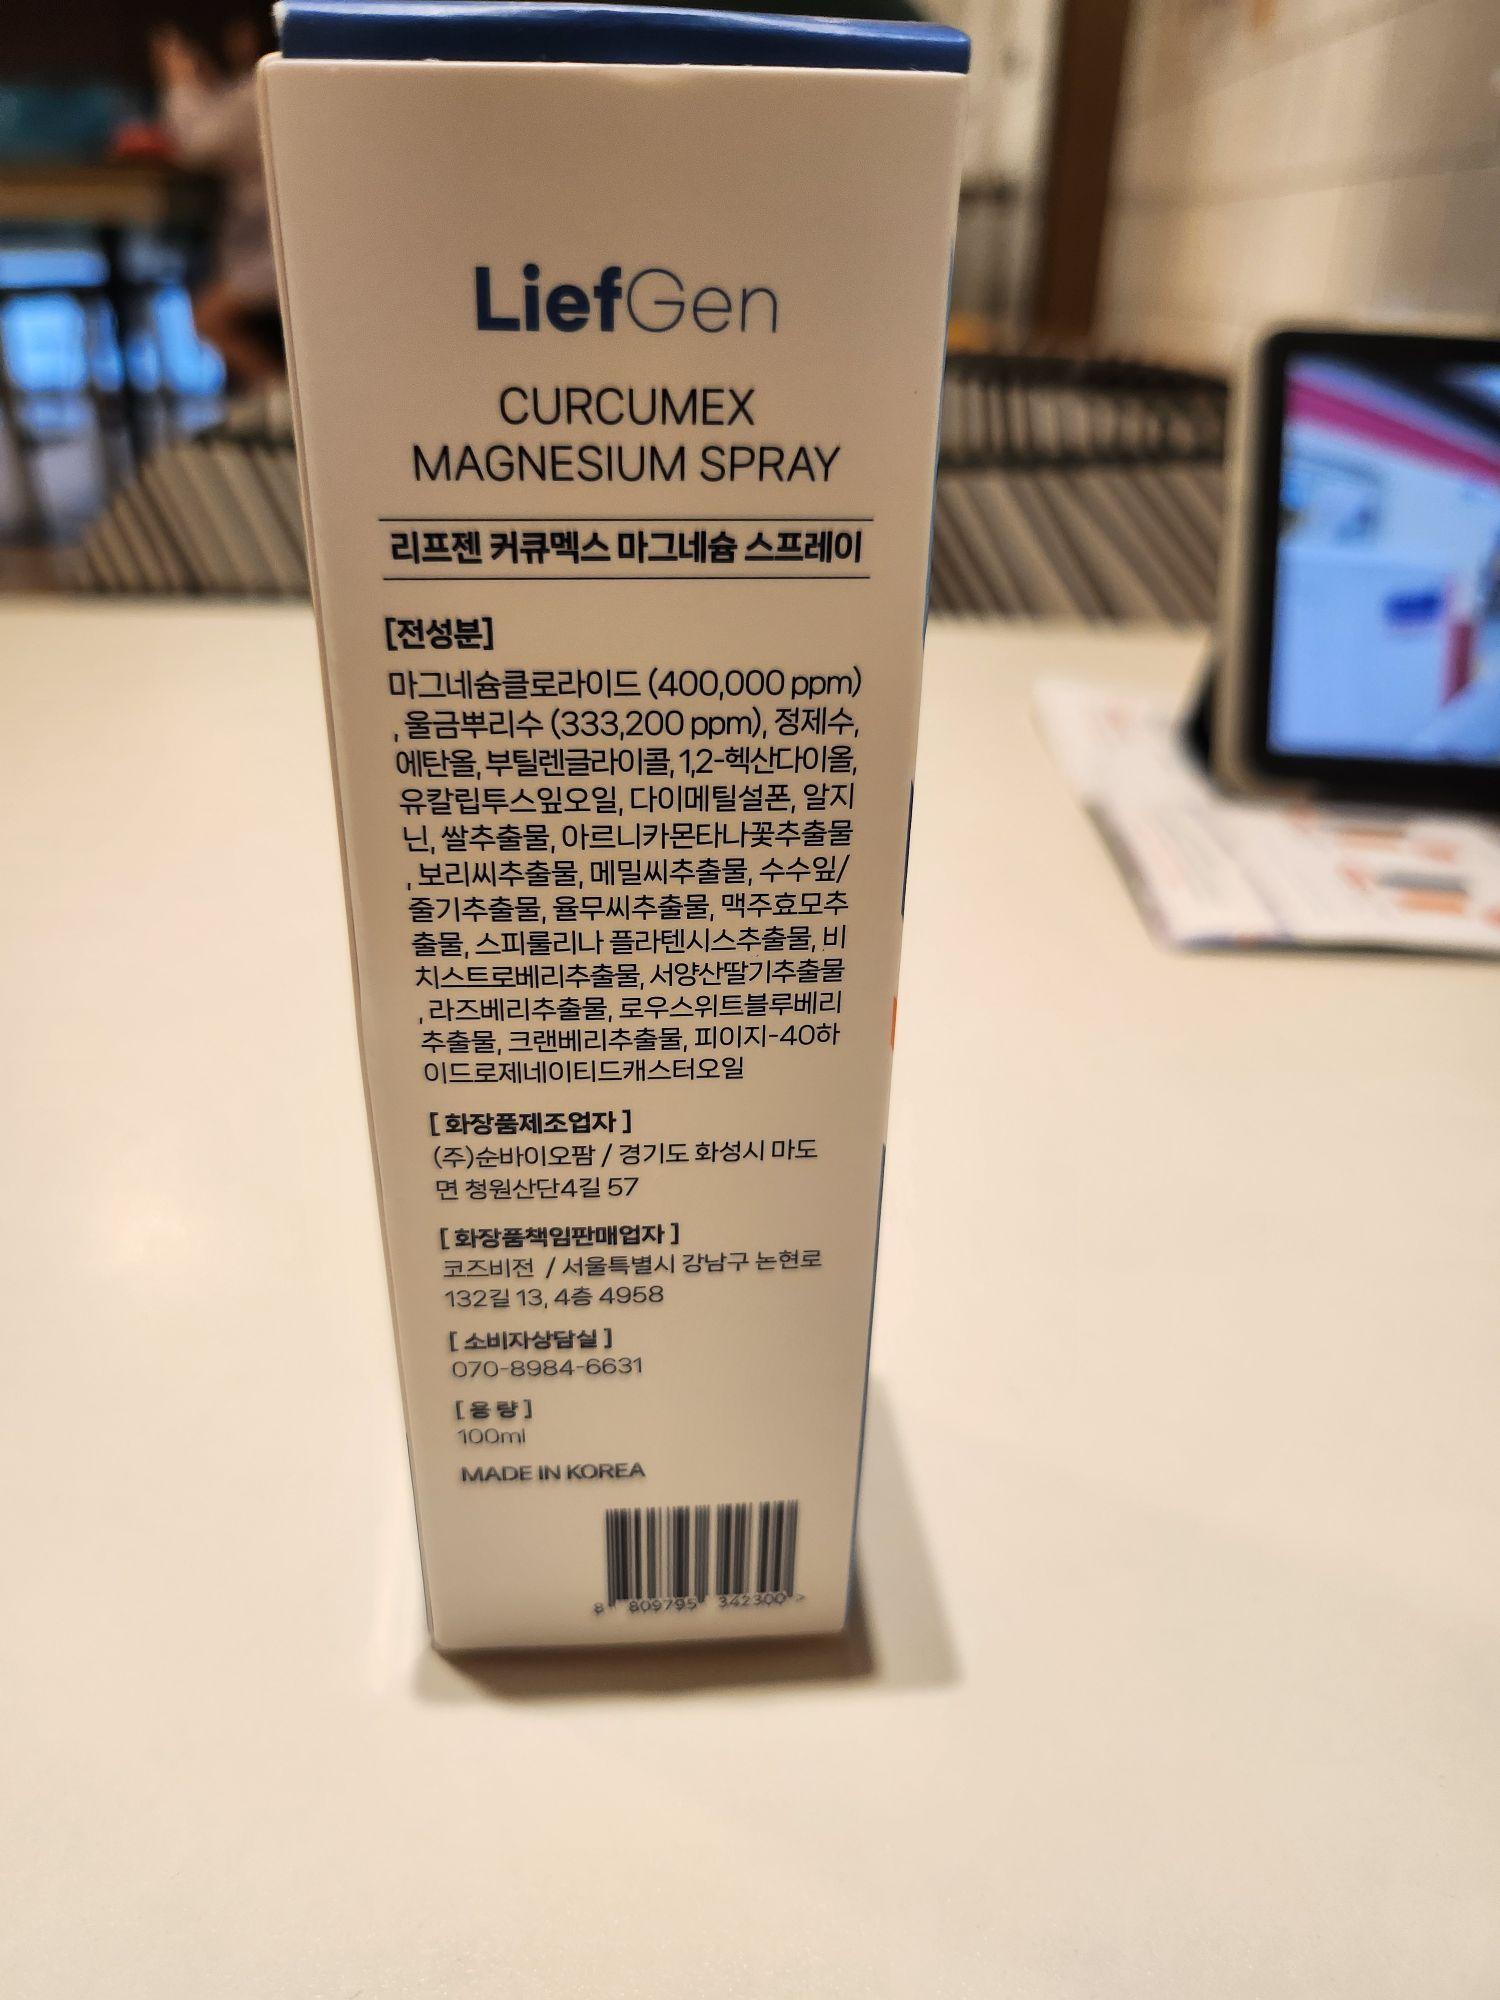 LiefGen
CURCUMEX
MAGNESIUM SPRAY
리프젠 커큐멕스 마그네슘 스프레이
[전성분]
마그네슘클로라이드 (400,000 ppm)
, 울금뿌리수 (333,200 ppm), 정제수,
에탄올, 부틸렌글라이콜, 1,2-헥산다이올,
유칼립투스잎오일, 다이메틸설폰, 알지
닌, 쌀추출물, 아르니카몬타나꽃추출물
, 보리씨추출물, 메밀씨추출물, 수수잎/
줄기추출물, 율무씨추출물, 맥주효모추
출물, 스피룰리나 플라텐시스추출물, 비
치스트로베리추출물, 서양산딸기추출물
, 라즈베리추출물, 로우스위트블루베리
추출물, 크랜베리추출물, 피이지-40하
이드로제네이티드캐스터오일
[ 화장품제조업자 ]
(주)순바이오팜 / 경기도 화성시 마도
면 청원산단4길 57
[ 화장품책임판매업자 ]
코즈비전 / 서울특별시 강남구 논현로
132길 13, 4층 4958
[ 소비자상담실 ]
070-8984-6631
[ 용 량 ]
100ml
MADE IN KOREA
8 809795 342300 >